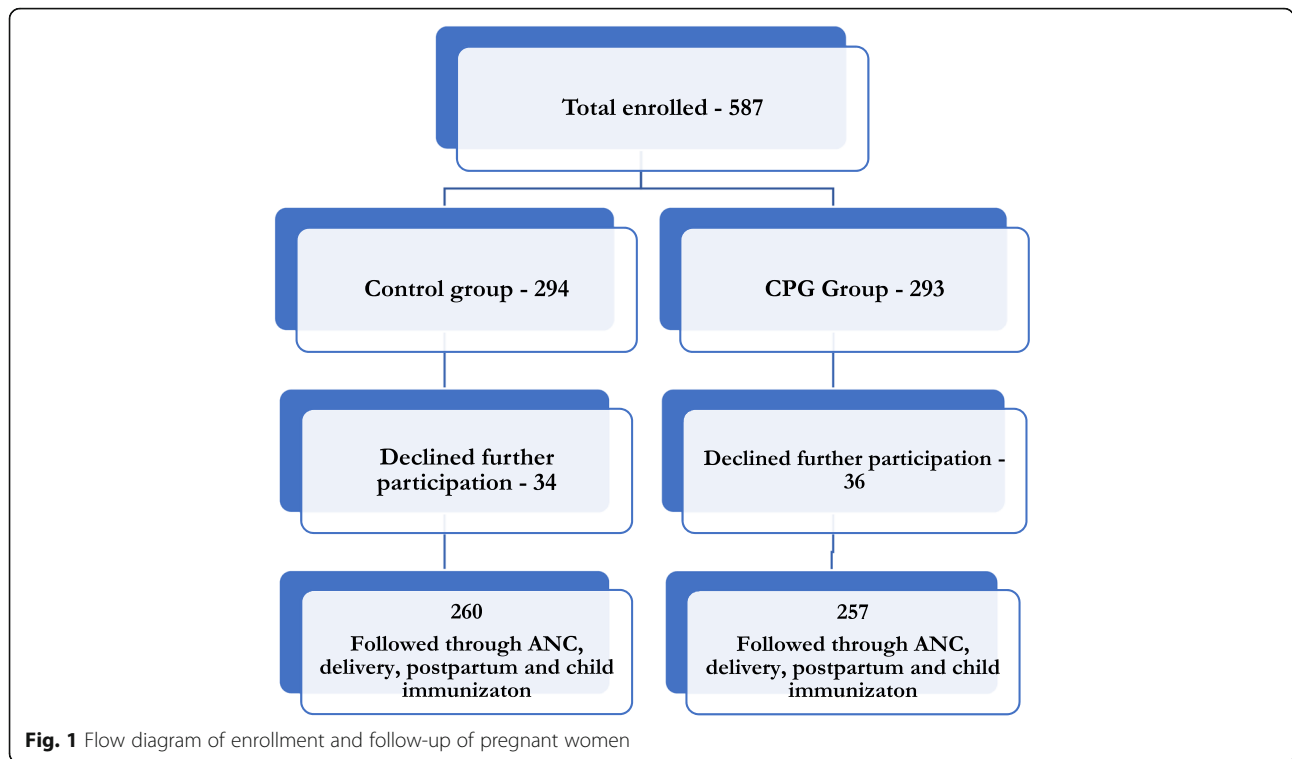 Total enrolled - 587
Control group - 294
CPG Group - 293
Declined further
participation - 34
Declined further participation -
36
260
Followed through ANC,
delivery, postpartum and child
immunizaton
257
Followed through ANC,
delivery, postpartum and child
immunizaton
Fig. 1 Flow diagram of enrollment and follow-up of pregnant women